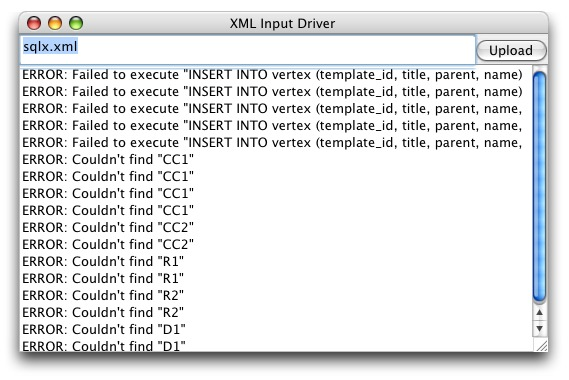 XML Input Driver
sqlx.xml
Upload
ERROR: Failed to execute "INSERT INTO vertex (template_id, title, parent, name)
ERROR: Failed to execute "INSERT INTO vertex (template_id, title, parent, name)
ERROR: Failed to execute "INSERT INTO vertex (template_id, title, parent, name,
ERROR: Failed to execute "INSERT INTO vertex (template_id, title, parent, name,
ERROR: Failed to execute "INSERT INTO vertex (template_id, title, parent, name,
ERROR: Couldn't find "CC1"
ERROR: Couldn't find "CC1"
ERROR: Couldn't find "CC1"
ERROR: Couldn't find "CC1"
ERROR: Couldn't find "CC2"
ERROR: Couldn't find "CC2"
ERROR: Couldn't find "R1"
ERROR: Couldn't find "R1"
ERROR: Couldn't find "R2"
ERROR: Couldn't find "R2"
ERROR: Couldn't find "D1"
ERROR: Couldn't find "D1"